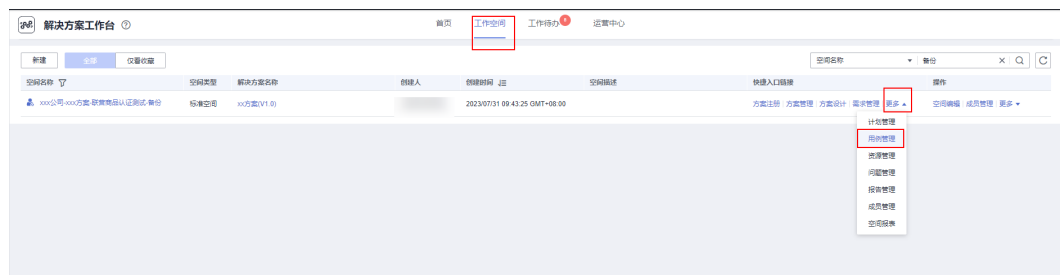 解决方案工作台 首页 工作空间 工作待办 运营中心
新建 全部 仅看收藏 空间名称 备份
空间名称 空间类型 解决方案名称 创建人 创建时间 空间描述 快捷入口链接 操作
xxx公司-xxx方案-联营商品认证测试-备份 标准空间 xx方案(V1.0) 2023/07/31 09:43:25 GMT+08:00 方案注册 方案管理 方案设计 需求管理 更多 空间编辑 成员管理 更多
计划管理
用例管理
资源管理
问题管理
报告管理
成员管理
空间报表